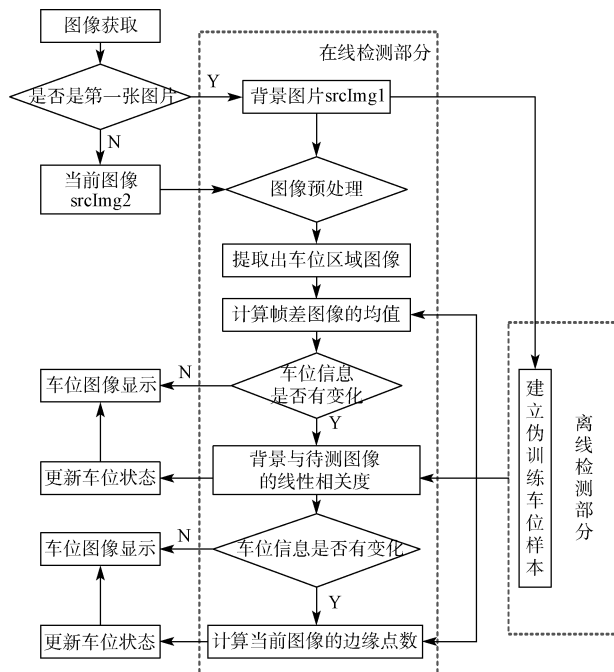 图像获取
在线检测部分
是否是第一张图片
Y
背景图片srcImg1
N
当前图像
srcImg2
图像预处理
提取出车位区域图像
计算帧差图像的均值
车位图像显示
N
车位信息
是否有变化
Y
建立伪训练车位样本
离线检测部分
更新车位状态
背景与待测图像
的线性相关度
车位图像显示
N
车位信息是否有变化
Y
更新车位状态
计算当前图像的边缘点数